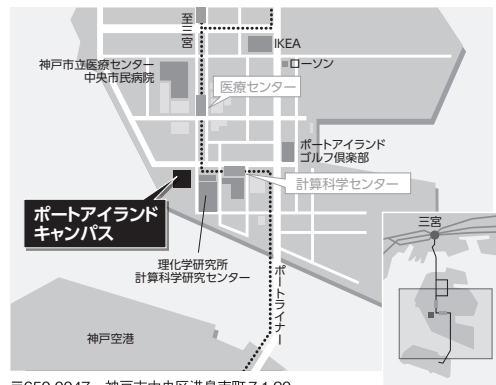 至三宮
IKEA
ローソン
神戸市立医療センター
中央市民病院
医療センター
ポートアイランド
ゴルフ倶楽部
計算科学センター
ポートアイランド
キャンパス
理化学研究所
計算科学研究センター
ポートライナー
神戸空港
三宮